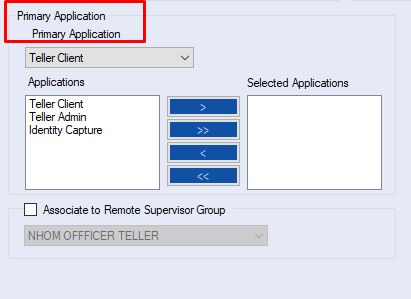 Primary Application
Primary Application
Teller Client
Applications
Selected Applications
Teller Client
Teller Admin
Identity Capture
>
>>
<
<<
Associate to Remote Supervisor Group
NHOM OFFFICER TELLER